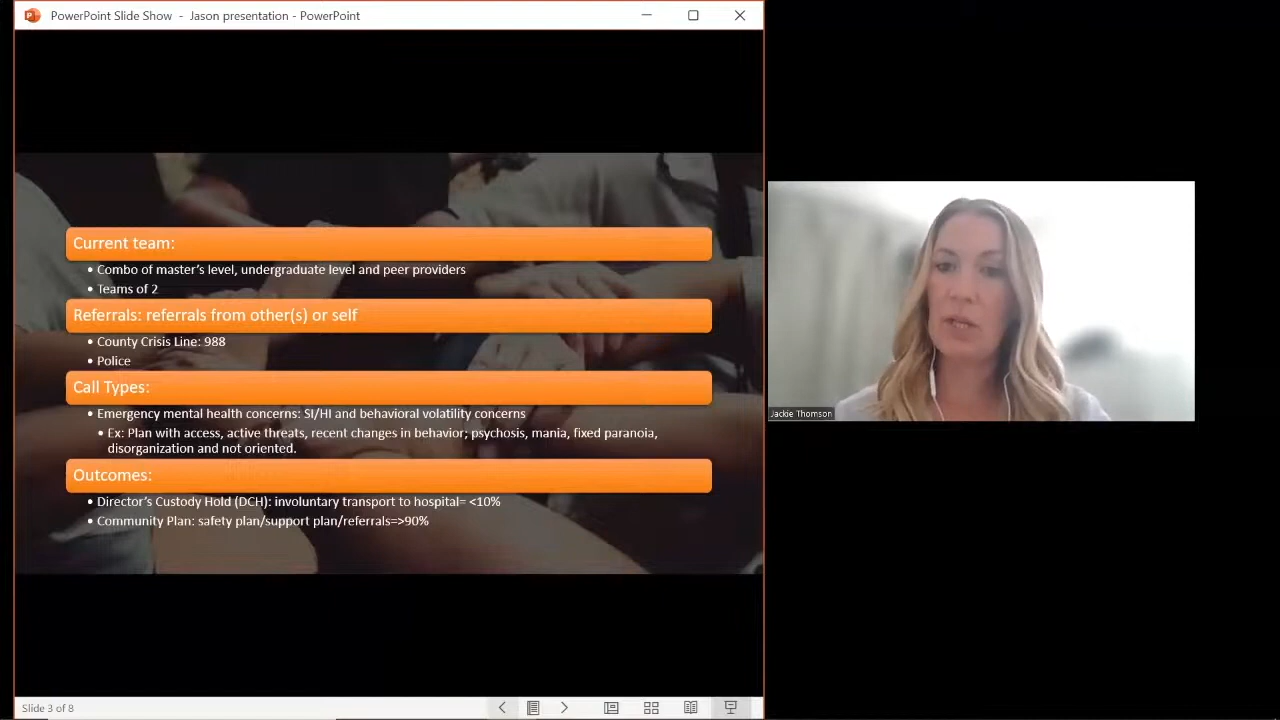 PowerPoint Slide Show - Jason presentation - PowerPoint
Current team:
• Combo of master's level, undergraduate level and peer providers
• Teams of 2
Referrals: referrals from other(s) or self
• County Crisis Line: 988
• Police
Call Types:
• Emergency mental health concerns: SI/HI and behavioral volatility concerns
• Ex: Plan with access, active threats, recent changes in behavior; psychosis, mania, fixed paranoia,
disorganization and not oriented.
Outcomes:
• Director's Custody Hold (DCH): involuntary transport to hospital= <10%
• Community Plan: safety plan/support plan/referrals=>90%
Jackie Thomson
Slide 3 of 8